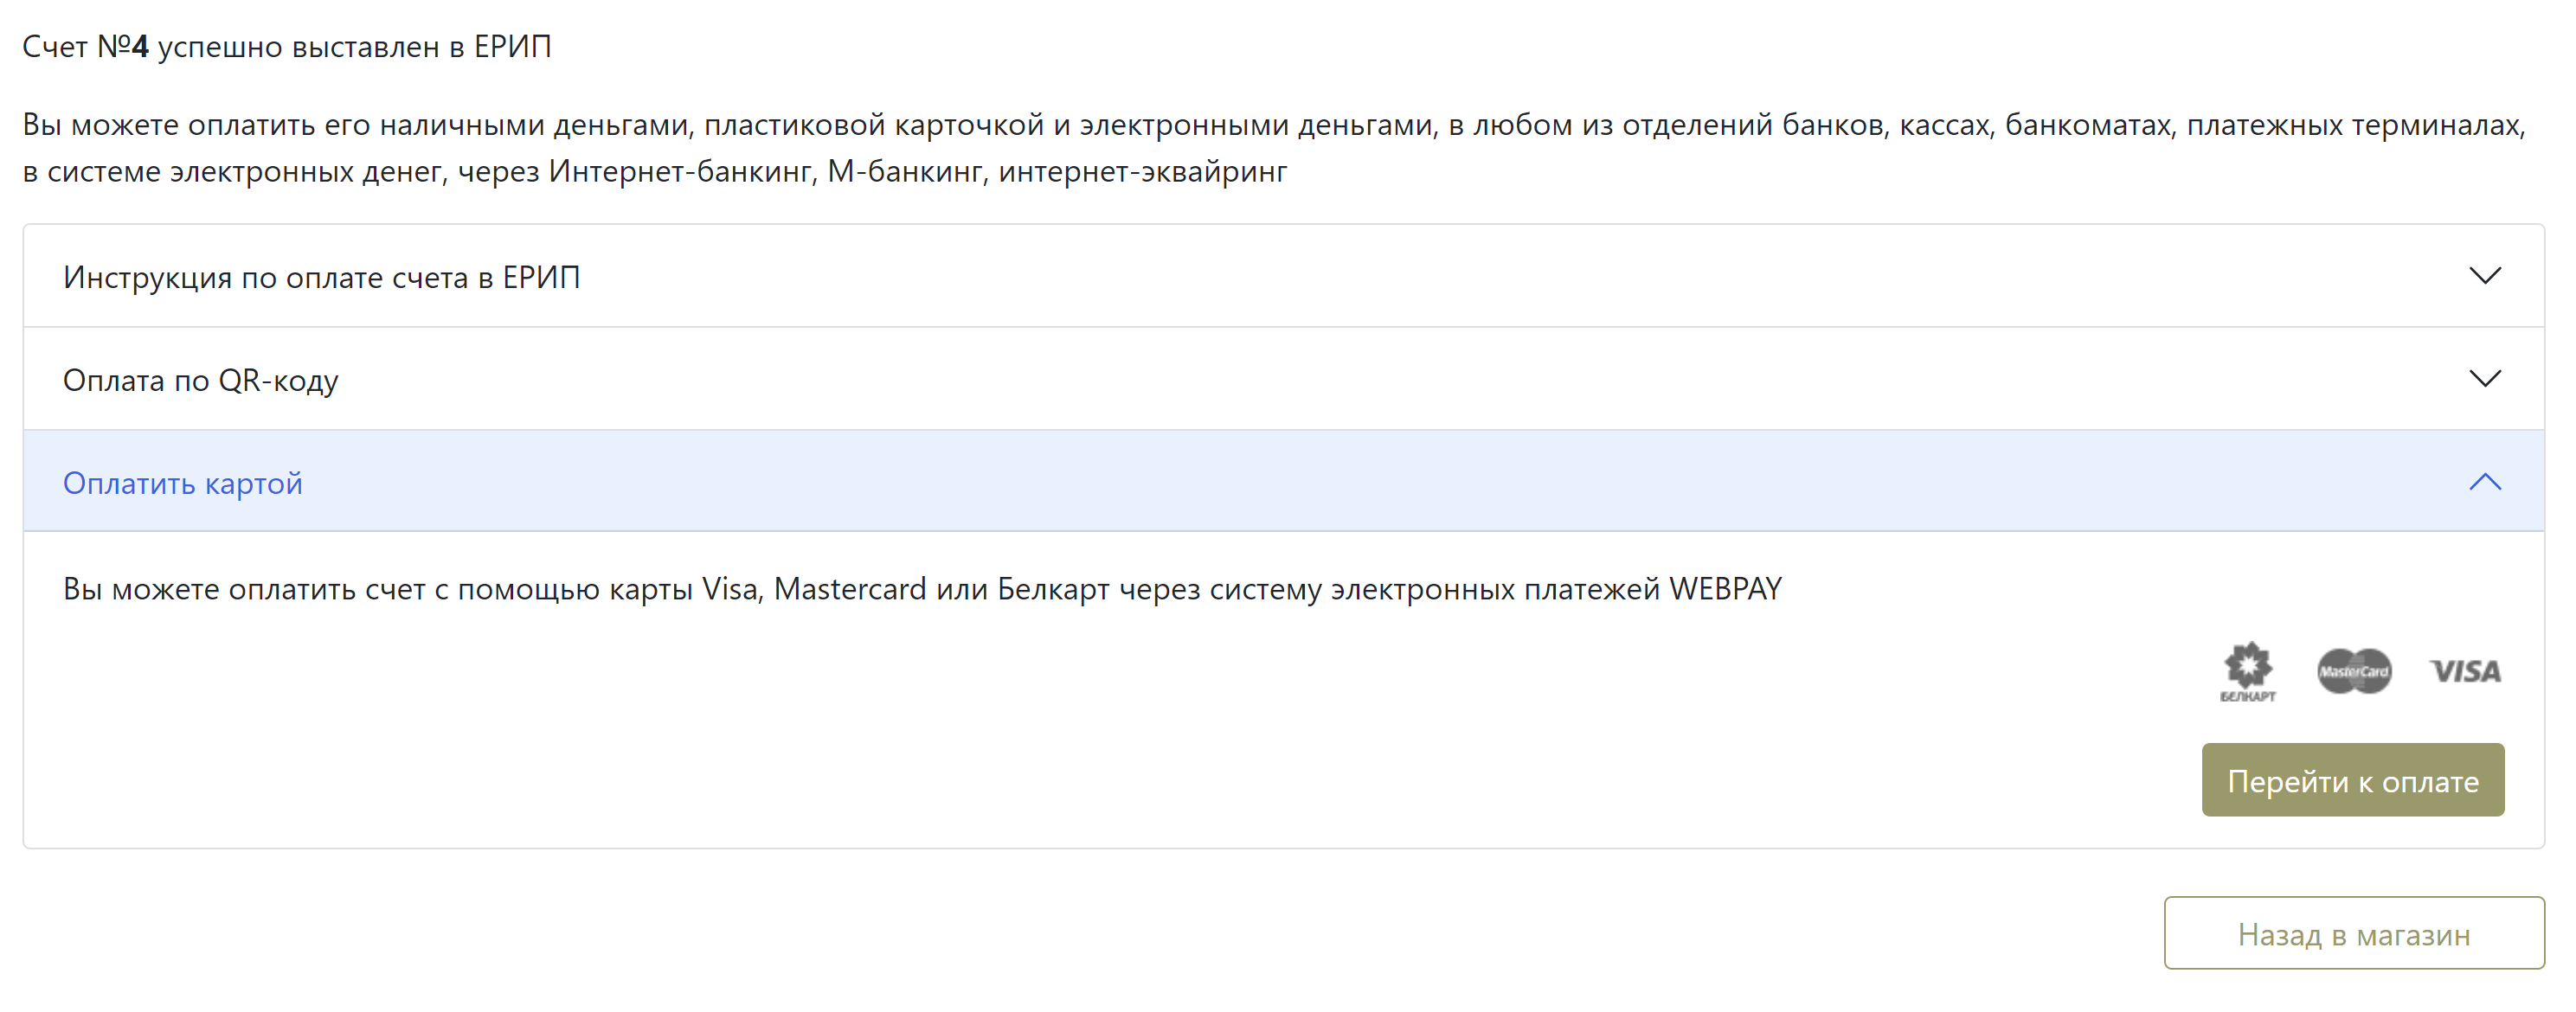 Счет №4 успешно выставлен в ЕРИП
Вы можете оплатить его наличными деньгами, пластиковой карточкой и электронными деньгами, в любом из отделений банков, кассах, банкоматах, платежных терминалах,
в системе электронных денег, через Интернет-банкинг, М-банкинг, интернет-эквайринг
Инструкция по оплате счета в ЕРИП
Оплата по QR-коду
Оплатить картой
Вы можете оплатить счет с помощью карты Visa, Mastercard или Белкарт через систему электронных платежей WEBPAY
БЕЛКАРТ MasterCard VISA
Перейти к оплате
Назад в магазин